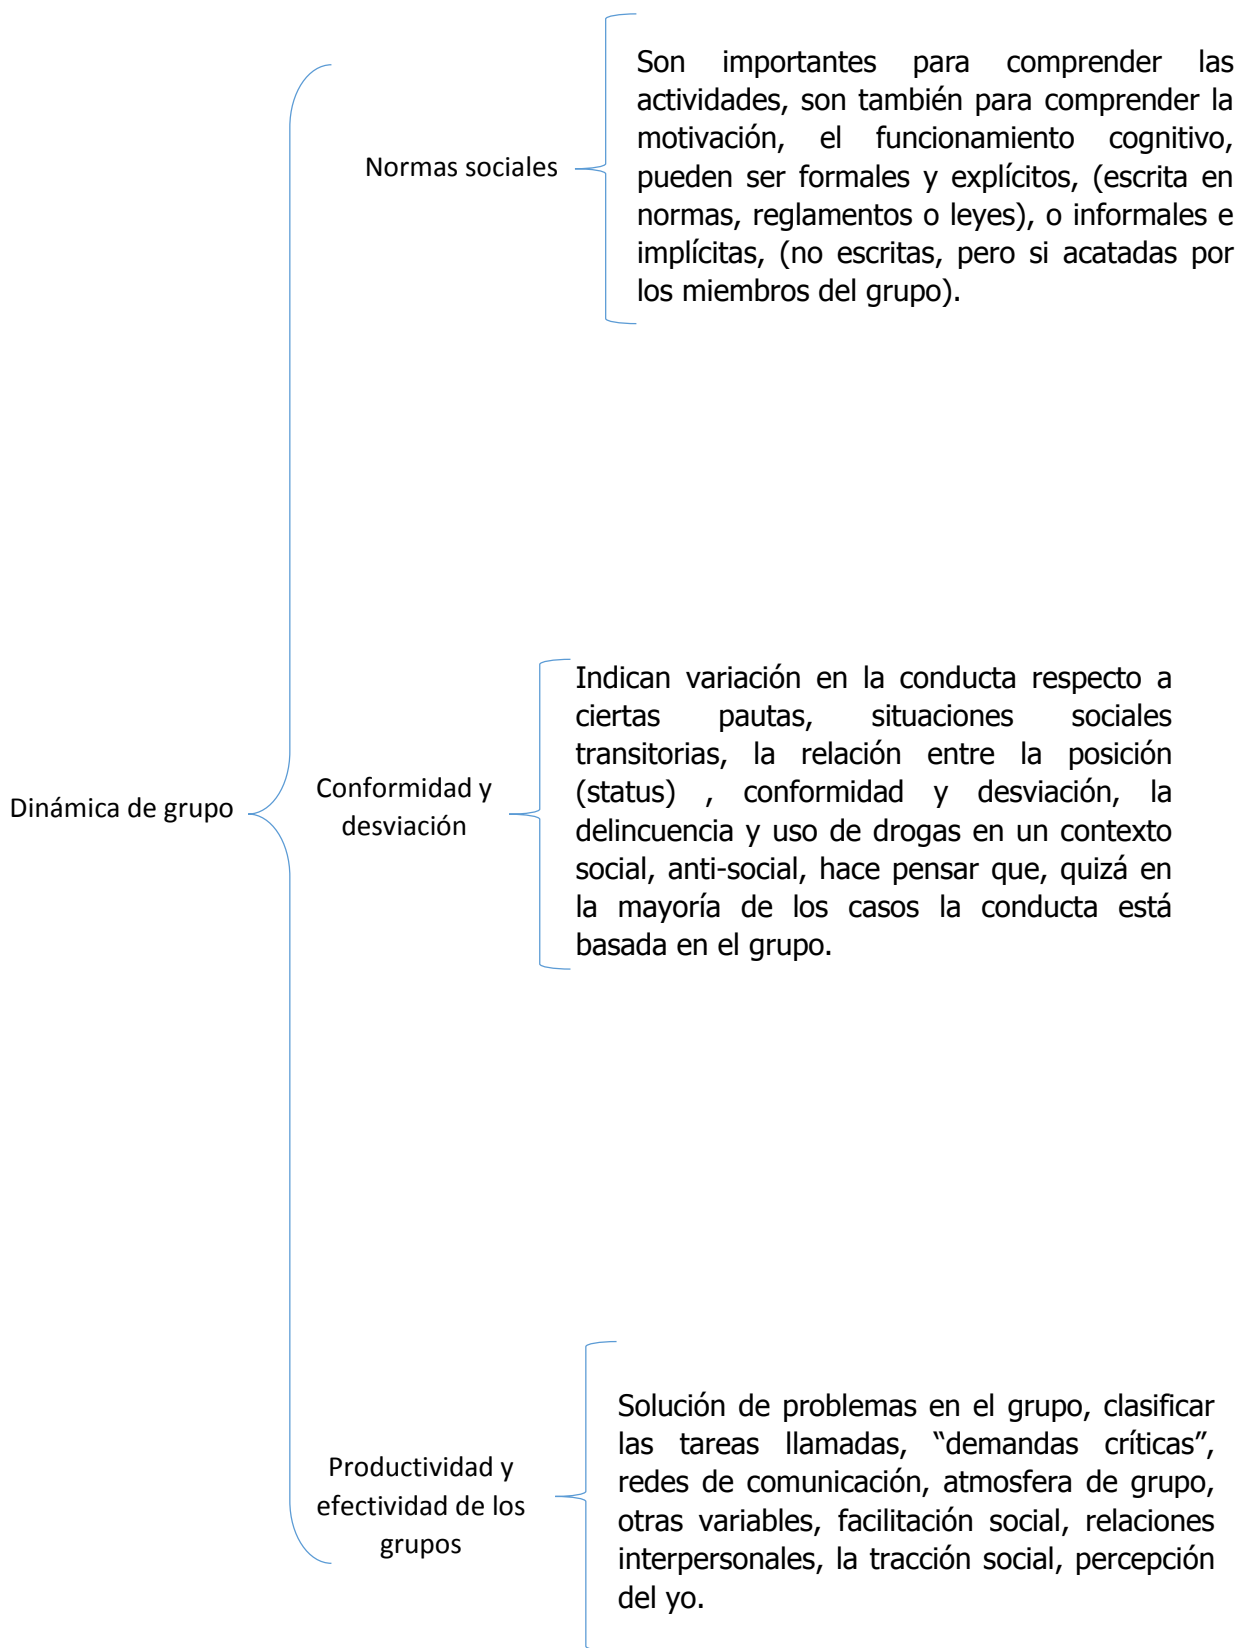 Dinámica de grupo
Normas sociales
Son importantes para comprender las
actividades, son también para comprender la
motivación, el funcionamiento cognitivo,
pueden ser formales y explícitos, (escrita en
normas, reglamentos o leyes), o informales e
implícitas, (no escritas, pero si acatadas por
los miembros del grupo).
Conformidad y
desviación
Indican variación en la conducta respecto a
ciertas pautas, situaciones sociales
transitorias, la relación entre la posición
(status) , conformidad y desviación, la
delincuencia y uso de drogas en un contexto
social, anti-social, hace pensar que, quizá en
la mayoría de los casos la conducta está
basada en el grupo.
Productividad y
efectividad de los
grupos
Solución de problemas en el grupo, clasificar
las tareas llamadas, “demandas críticas”,
redes de comunicación, atmosfera de grupo,
otras variables, facilitación social, relaciones
interpersonales, la tracción social, percepción
del yo.